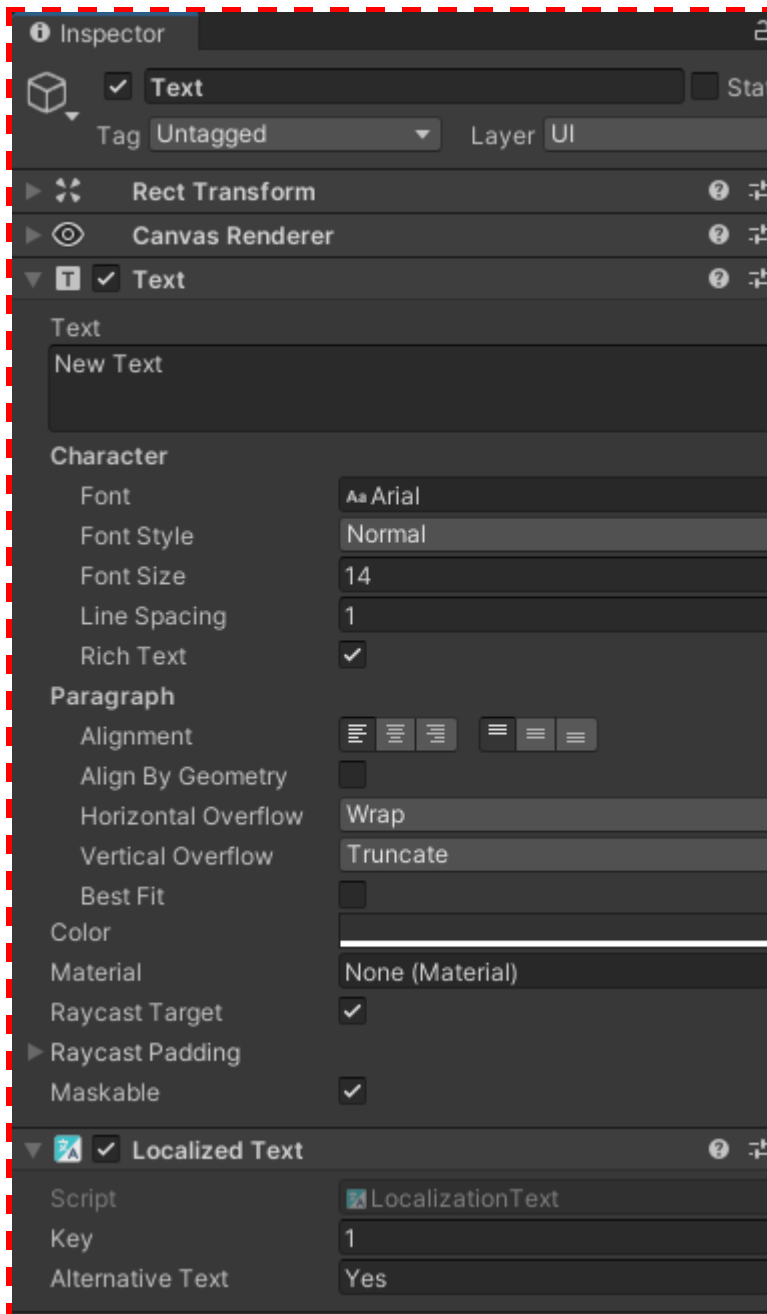 Inspector
Text
Tag Untagged Layer UI
Rect Transform
Canvas Renderer
T Text
Text
New Text
Character
Font Aa Arial
Font Style Normal
Font Size 14
Line Spacing 1
Rich Text
Paragraph
Alignment
Align By Geometry
Horizontal Overflow Wrap
Vertical Overflow Truncate
Best Fit
Color
Material None (Material)
Raycast Target
Raycast Padding
Maskable
Localized Text
Script LocalizationText
Key 1
Alternative Text Yes